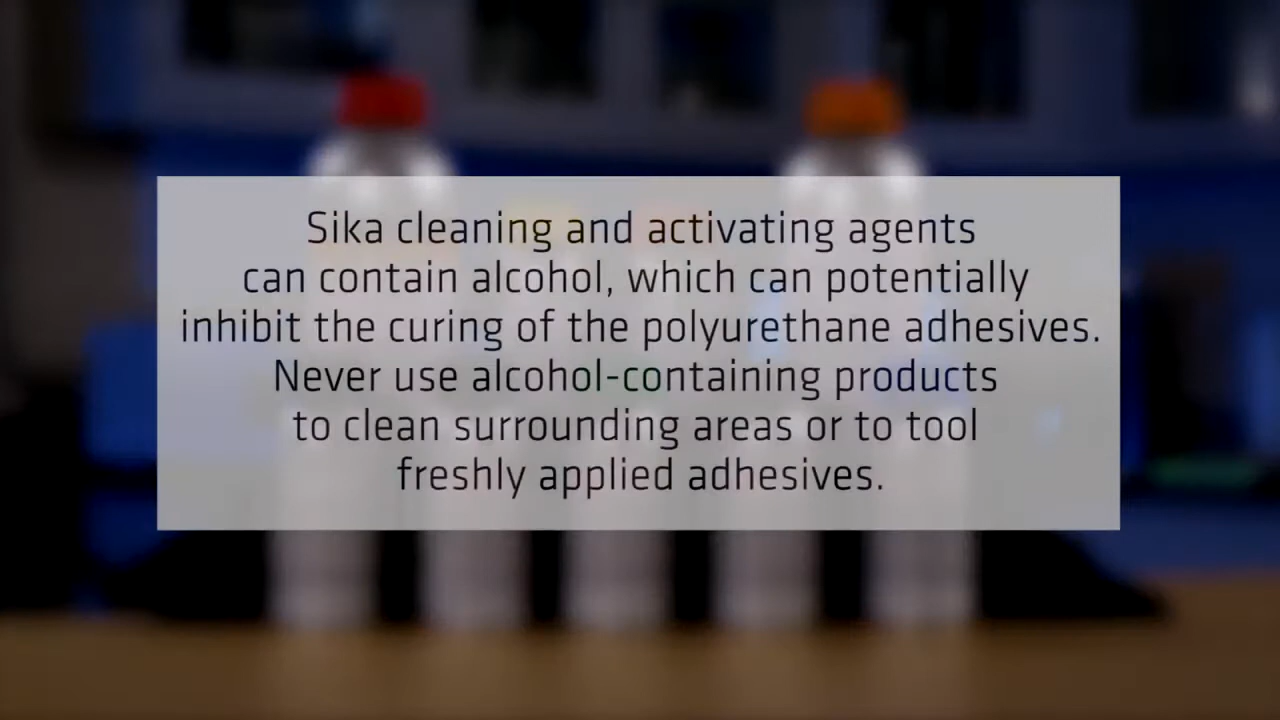 Sika cleaning and activating agents
can contain alcohol, which can potentially
inhibit the curing of the polyurethane adhesives.
Never use alcohol-containing products
to clean surrounding areas or to tool
freshly applied adhesives.